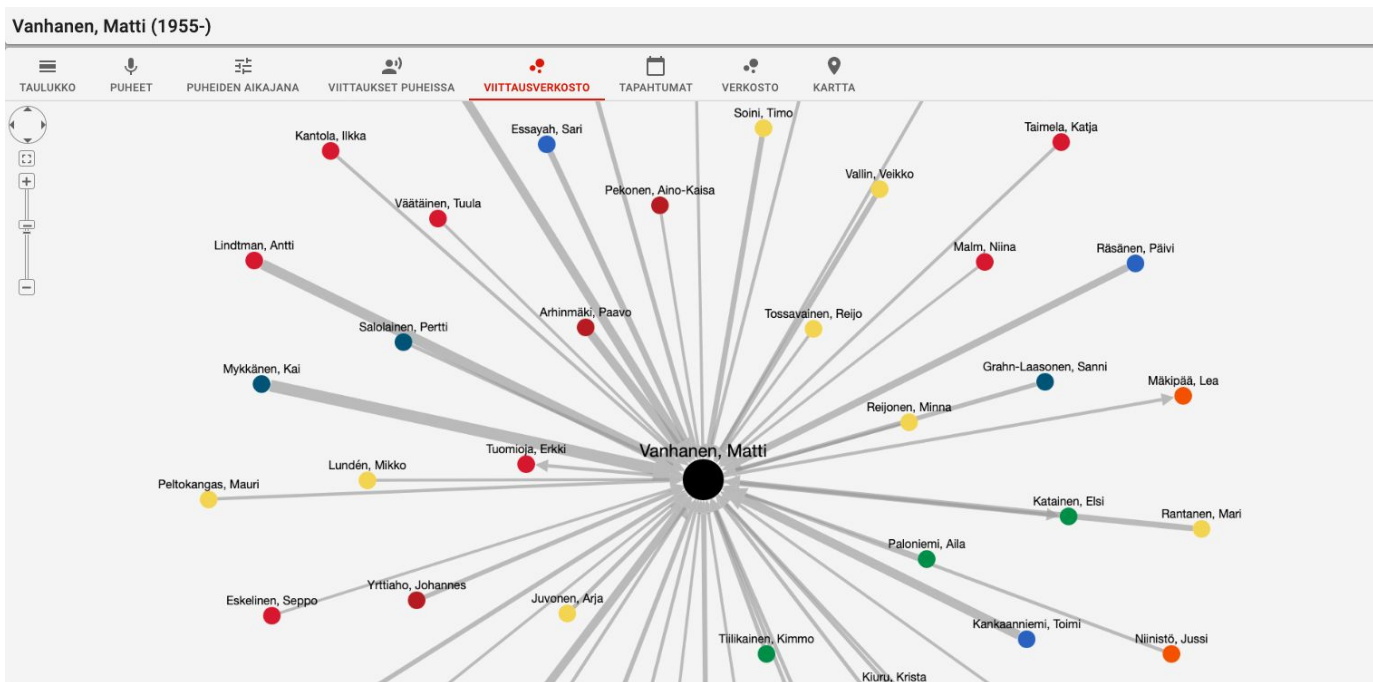 Vanhanen, Matti (1955-)
TAULUKKO PUHEET PUHEIDEN AIKAJANA VIITTAUKSET PUHEISSA VIITTAUSVERKOSTO TAPAHTUMAT VERKOSTO KARTTA
Soini, Timo
Kantola, Ilkka
Essayah, Sari
Taimela, Katja
Vallin, Veikko
Pekonen, Aino-Kaisa
Väätäinen, Tuula
Lindtman, Antti
Malm, Niina
Räsänen, Päivi
Arhinmäki, Paavo
Tossavainen, Reijo
Salolainen, Pertti
Mykkänen, Kai
Grahn-Laasonen, Sanni
Mäkipää, Lea
Reijonen, Minna
Tuomioja, Erkki
Vanhanen, Matti
Lundén, Mikko
Peltokangas, Mauri
Katainen, Elsi
Rantanen, Mari
Paloniemi, Aila
Yrttiaho, Johannes
Eskelinen, Seppo
Juvonen, Arja
Kankaanniemi, Toimi
Tiilikainen, Kimmo
Niinistö, Jussi
Kiuru, Krista